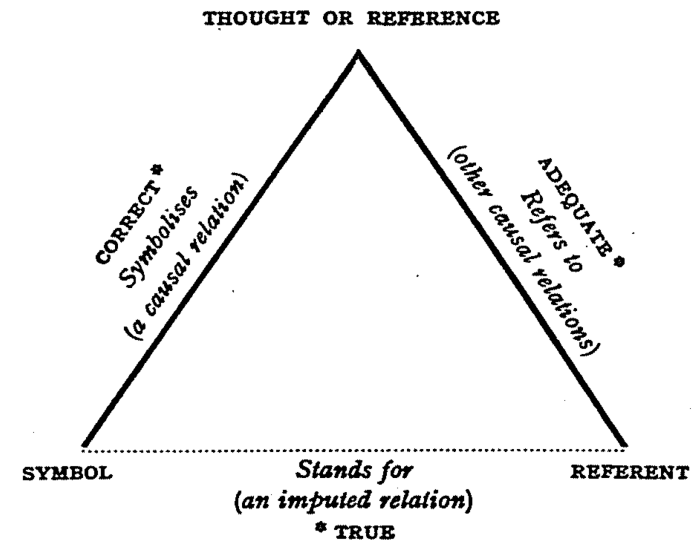 THOUGHT OR REFERENCE
CORRECT*
Symbolises
(a causal relation)
ADEQUATE*
Refers to
(other causal relations)
SYMBOL
Stands for
(an imputed relation)
* TRUE
REFERENT